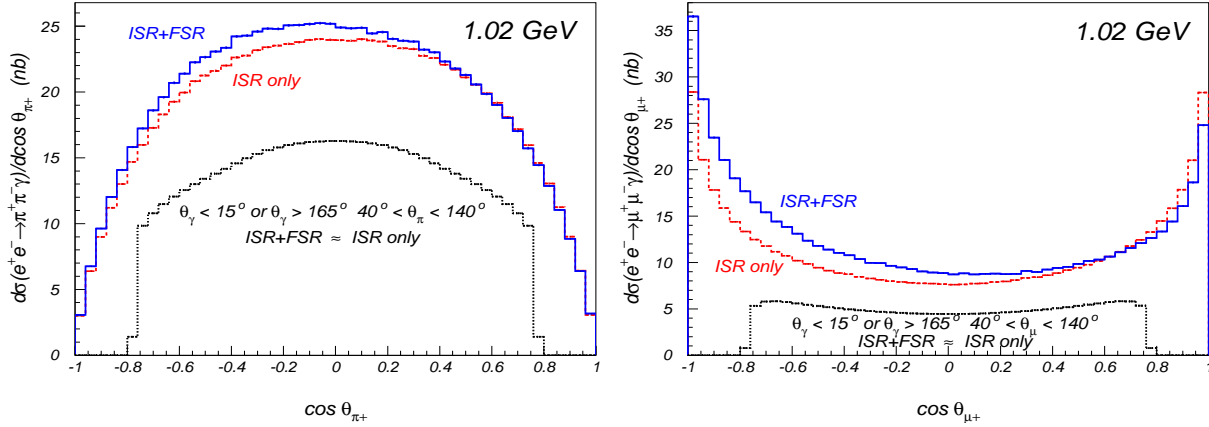 dσ(e⁺e⁻→π⁺π⁻γ)/dcos θπ+ (nb)
25
20
15
10
5
0
ISR+FSR
1.02 GeV
ISR only
θγ < 15° or θγ > 165° 40° < θπ < 140°
ISR+FSR ≈ ISR only
-1 -0.8 -0.6 -0.4 -0.2 0 0.2 0.4 0.6 0.8 1
cos θπ+
dσ(e⁺e⁻→μ⁺μ⁻γ)/dcos θμ+ (nb)
35
30
25
20
15
10
5
0
1.02 GeV
ISR+FSR
ISR only
θγ < 15° or θγ > 165° 40° < θμ < 140°
ISR+FSR ≈ ISR only
-1 -0.8 -0.6 -0.4 -0.2 0 0.2 0.4 0.6 0.8 1
cos θμ+